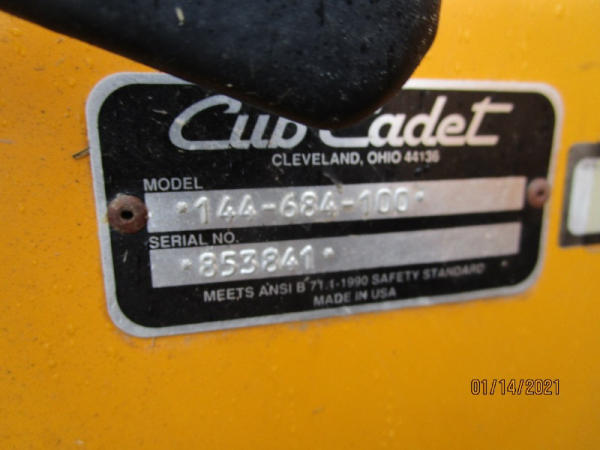 Cub Cadet
CLEVELAND, OHIO 44136
MODEL
*144-684-100*
SERIAL NO.
*853841*
MEETS ANSI B 71.1-1990 SAFETY STANDARD
MADE IN USA
01/14/2021